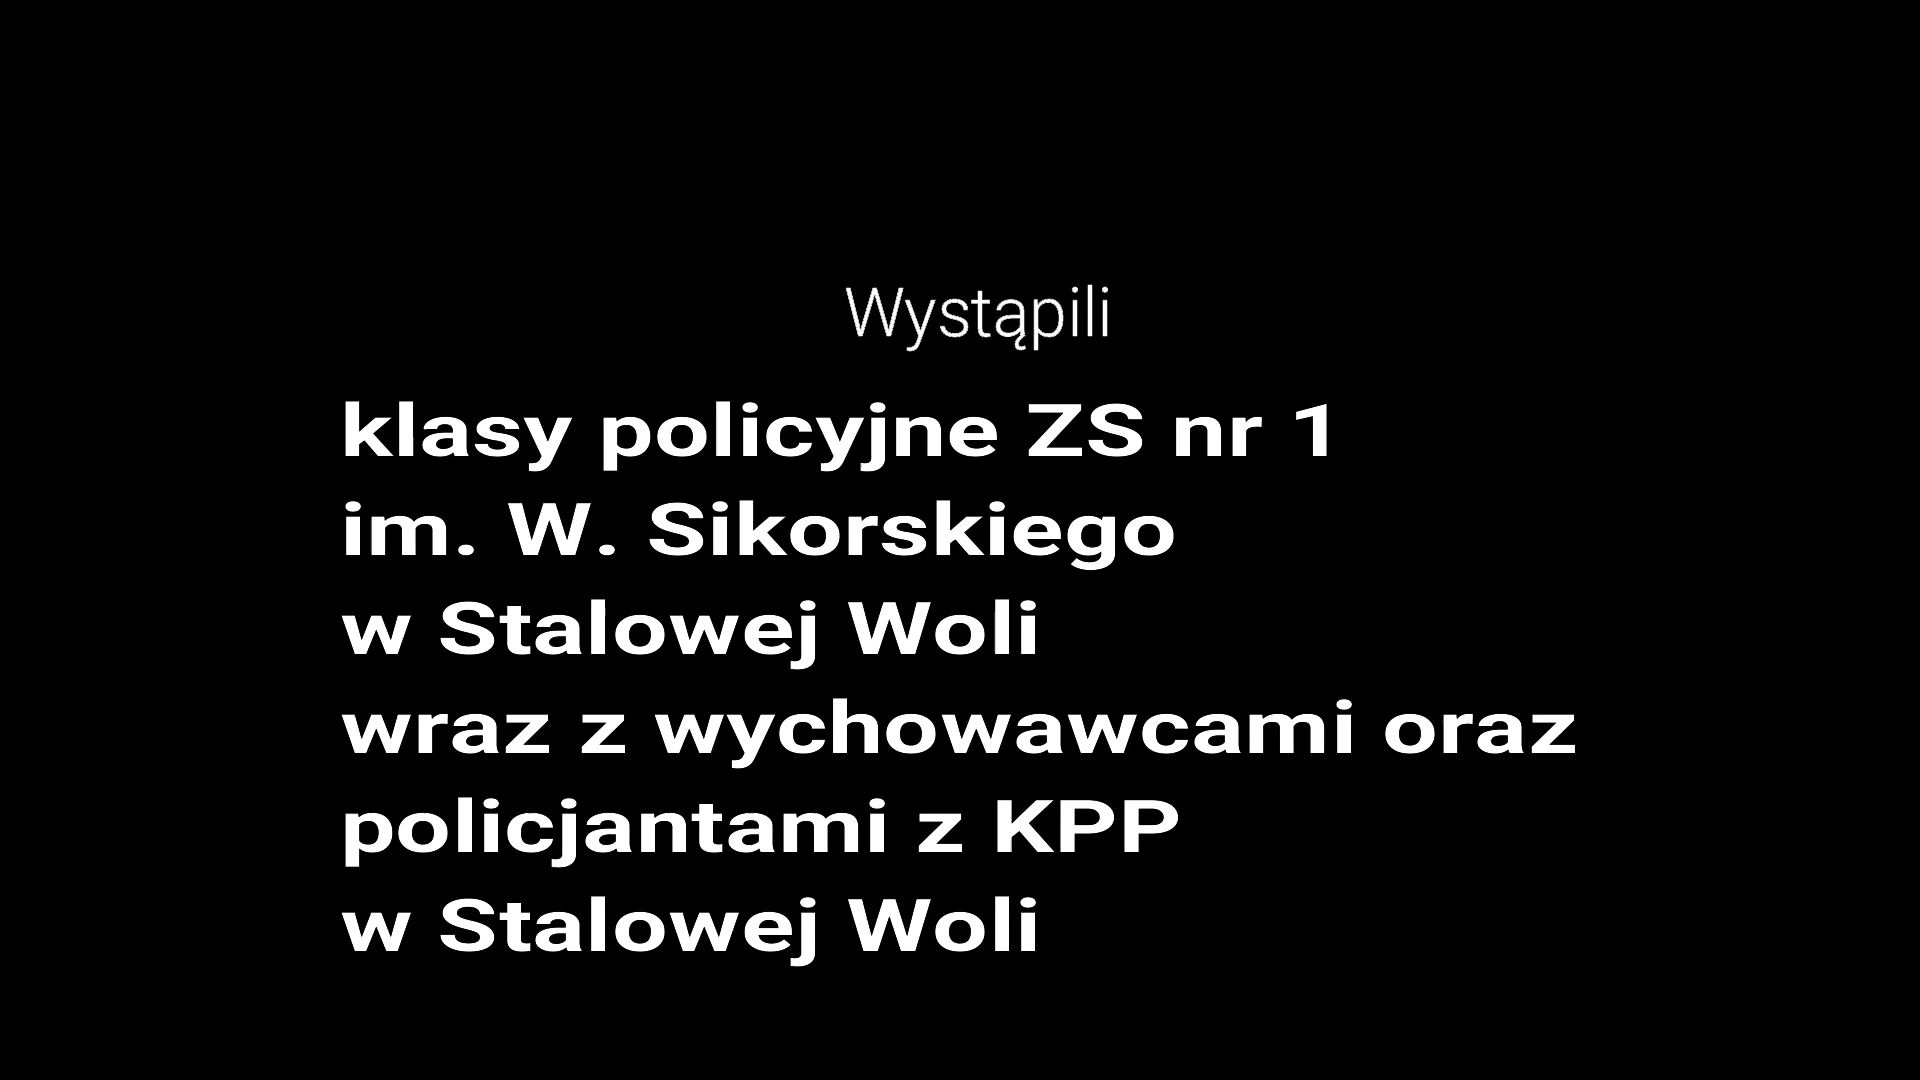 Wystąpili
klasy policyjne ZS nr 1
im. W. Sikorskiego
w Stalowej Woli
wraz z wychowawcami oraz
policjantami z KPP
w Stalowej Woli